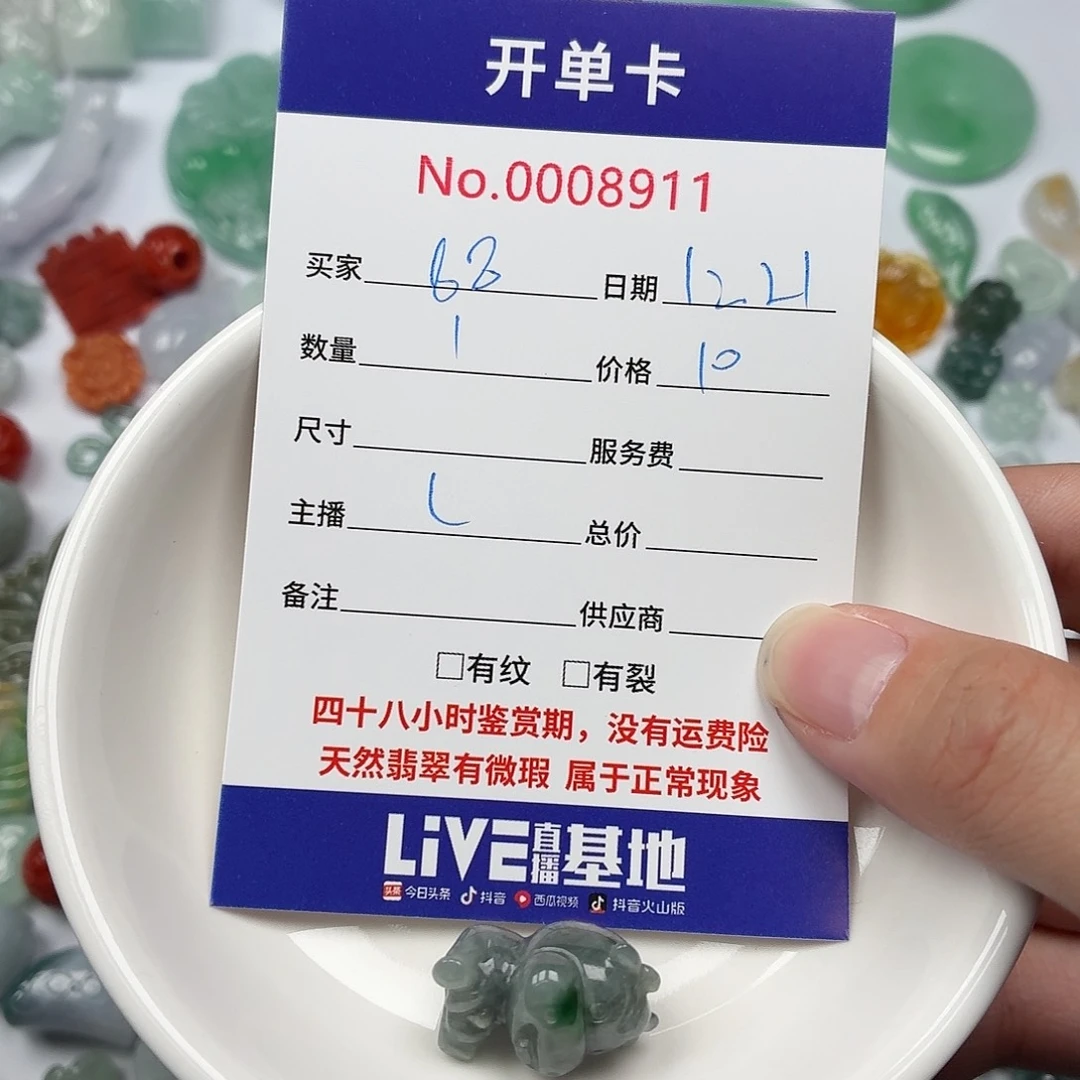 开单卡
No.0008911
买家 68 日期 12.21
数量 1 价格 10
尺寸 服务费
主播 L 总价
备注 供应商
□有纹 □有裂
四十八小时鉴赏期，没有运费险
天然翡翠有微瑕 属于正常现象
LiVE直播基地
头条 今日头条 抖音 西瓜视频 抖音火山版